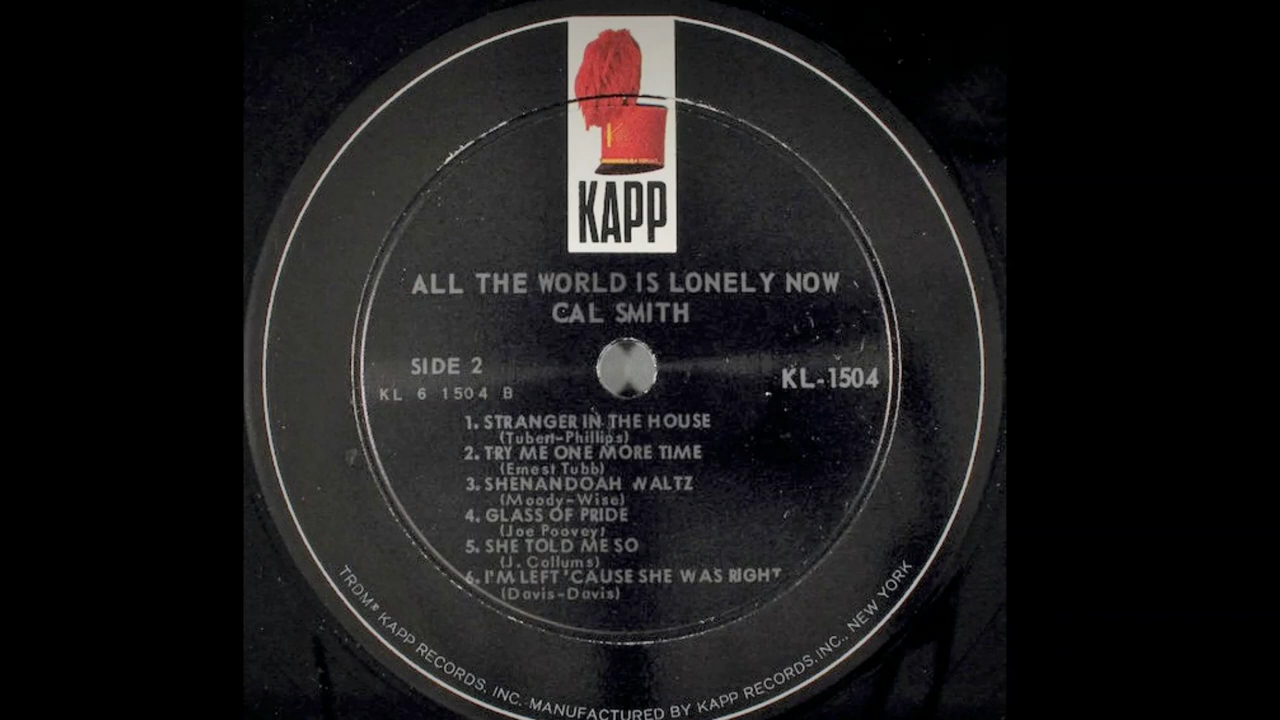 KAPP
ALL THE WORLD IS LONELY NOW
CAL SMITH
SIDE 2
KL-1504
KL 6 1504 B
1. STRANGER IN THE HOUSE
(Tubert-Phillips)
2. TRY ME ONE MORE TIME
(Ernest Tubb)
3. SHENANDOAH WALTZ
(Moody-Wise)
4. GLASS OF PRIDE
(Joe Poovey)
5. SHE TOLD ME SO
(J. Collums)
6. I'M LEFT 'CAUSE SHE WAS RIGHT
(Davis-Davis)
TRDM® KAPP RECORDS, INC. MANUFACTURED BY KAPP RECORDS, INC., NEW YORK